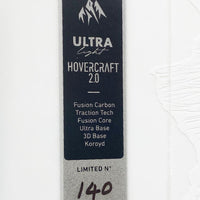 ULTRA
light
HOVERCRAFT
2.0
Fusion Carbon
Traction Tech
Fusion Core
Ultra Base
3D Base
Koroyd
LIMITED N°
140